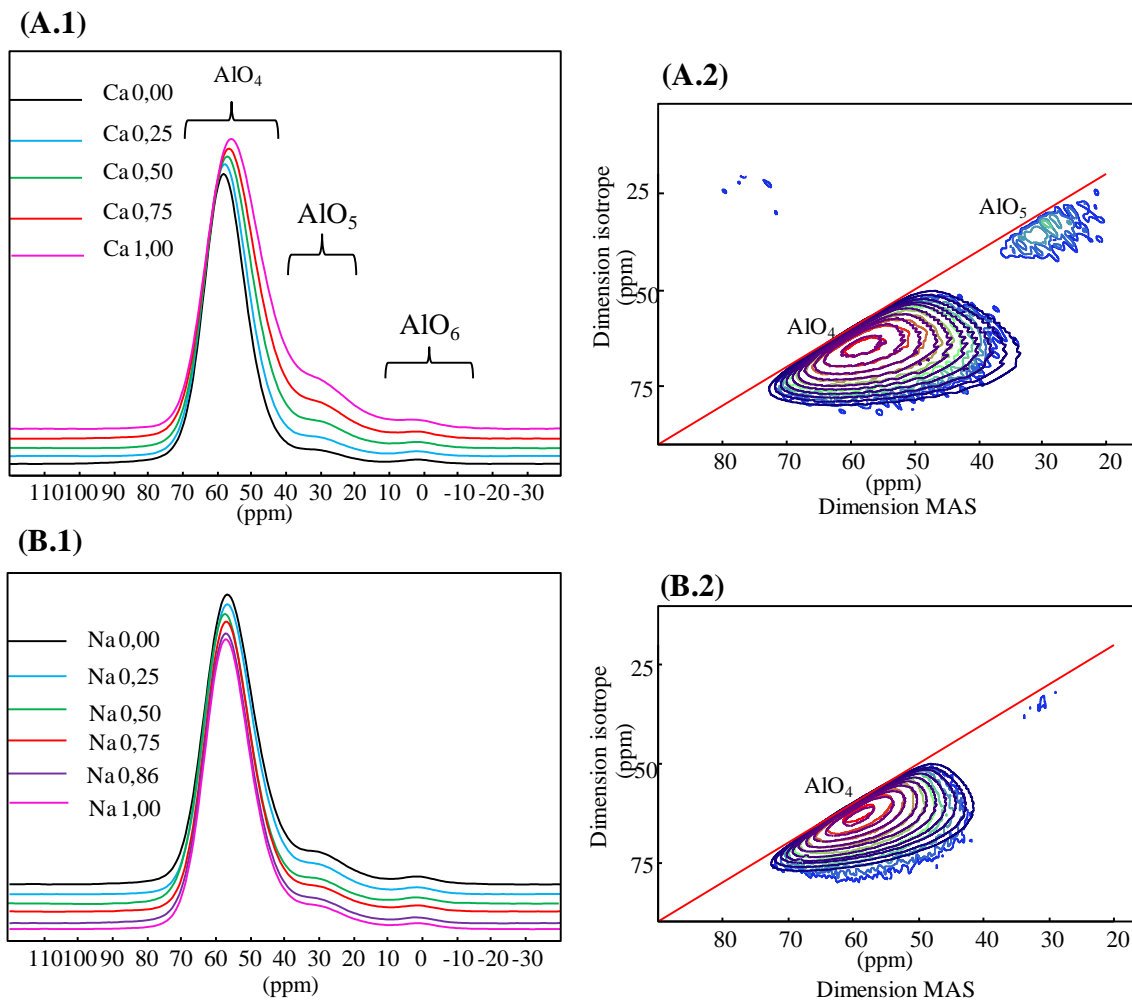 (A.1)
AlO₄
Ca 0,00
Ca 0,25
Ca 0,50
Ca 0,75
Ca 1,00
AlO₅
AlO₆
110 100 90 80 70 60 50 40 30 20 10 0 -10 -20 -30
(ppm)
(A.2)
Dimension isotrope
(ppm)
25
50
75
AlO₅
AlO₄
80 70 60 50 40 30 20
(ppm)
Dimension MAS
(B.1)
Na 0,00
Na 0,25
Na 0,50
Na 0,75
Na 0,86
Na 1,00
110 100 90 80 70 60 50 40 30 20 10 0 -10 -20 -30
(ppm)
(B.2)
Dimension isotrope
(ppm)
25
50
75
AlO₄
80 70 60 50 40 30 20
(ppm)
Dimension MAS